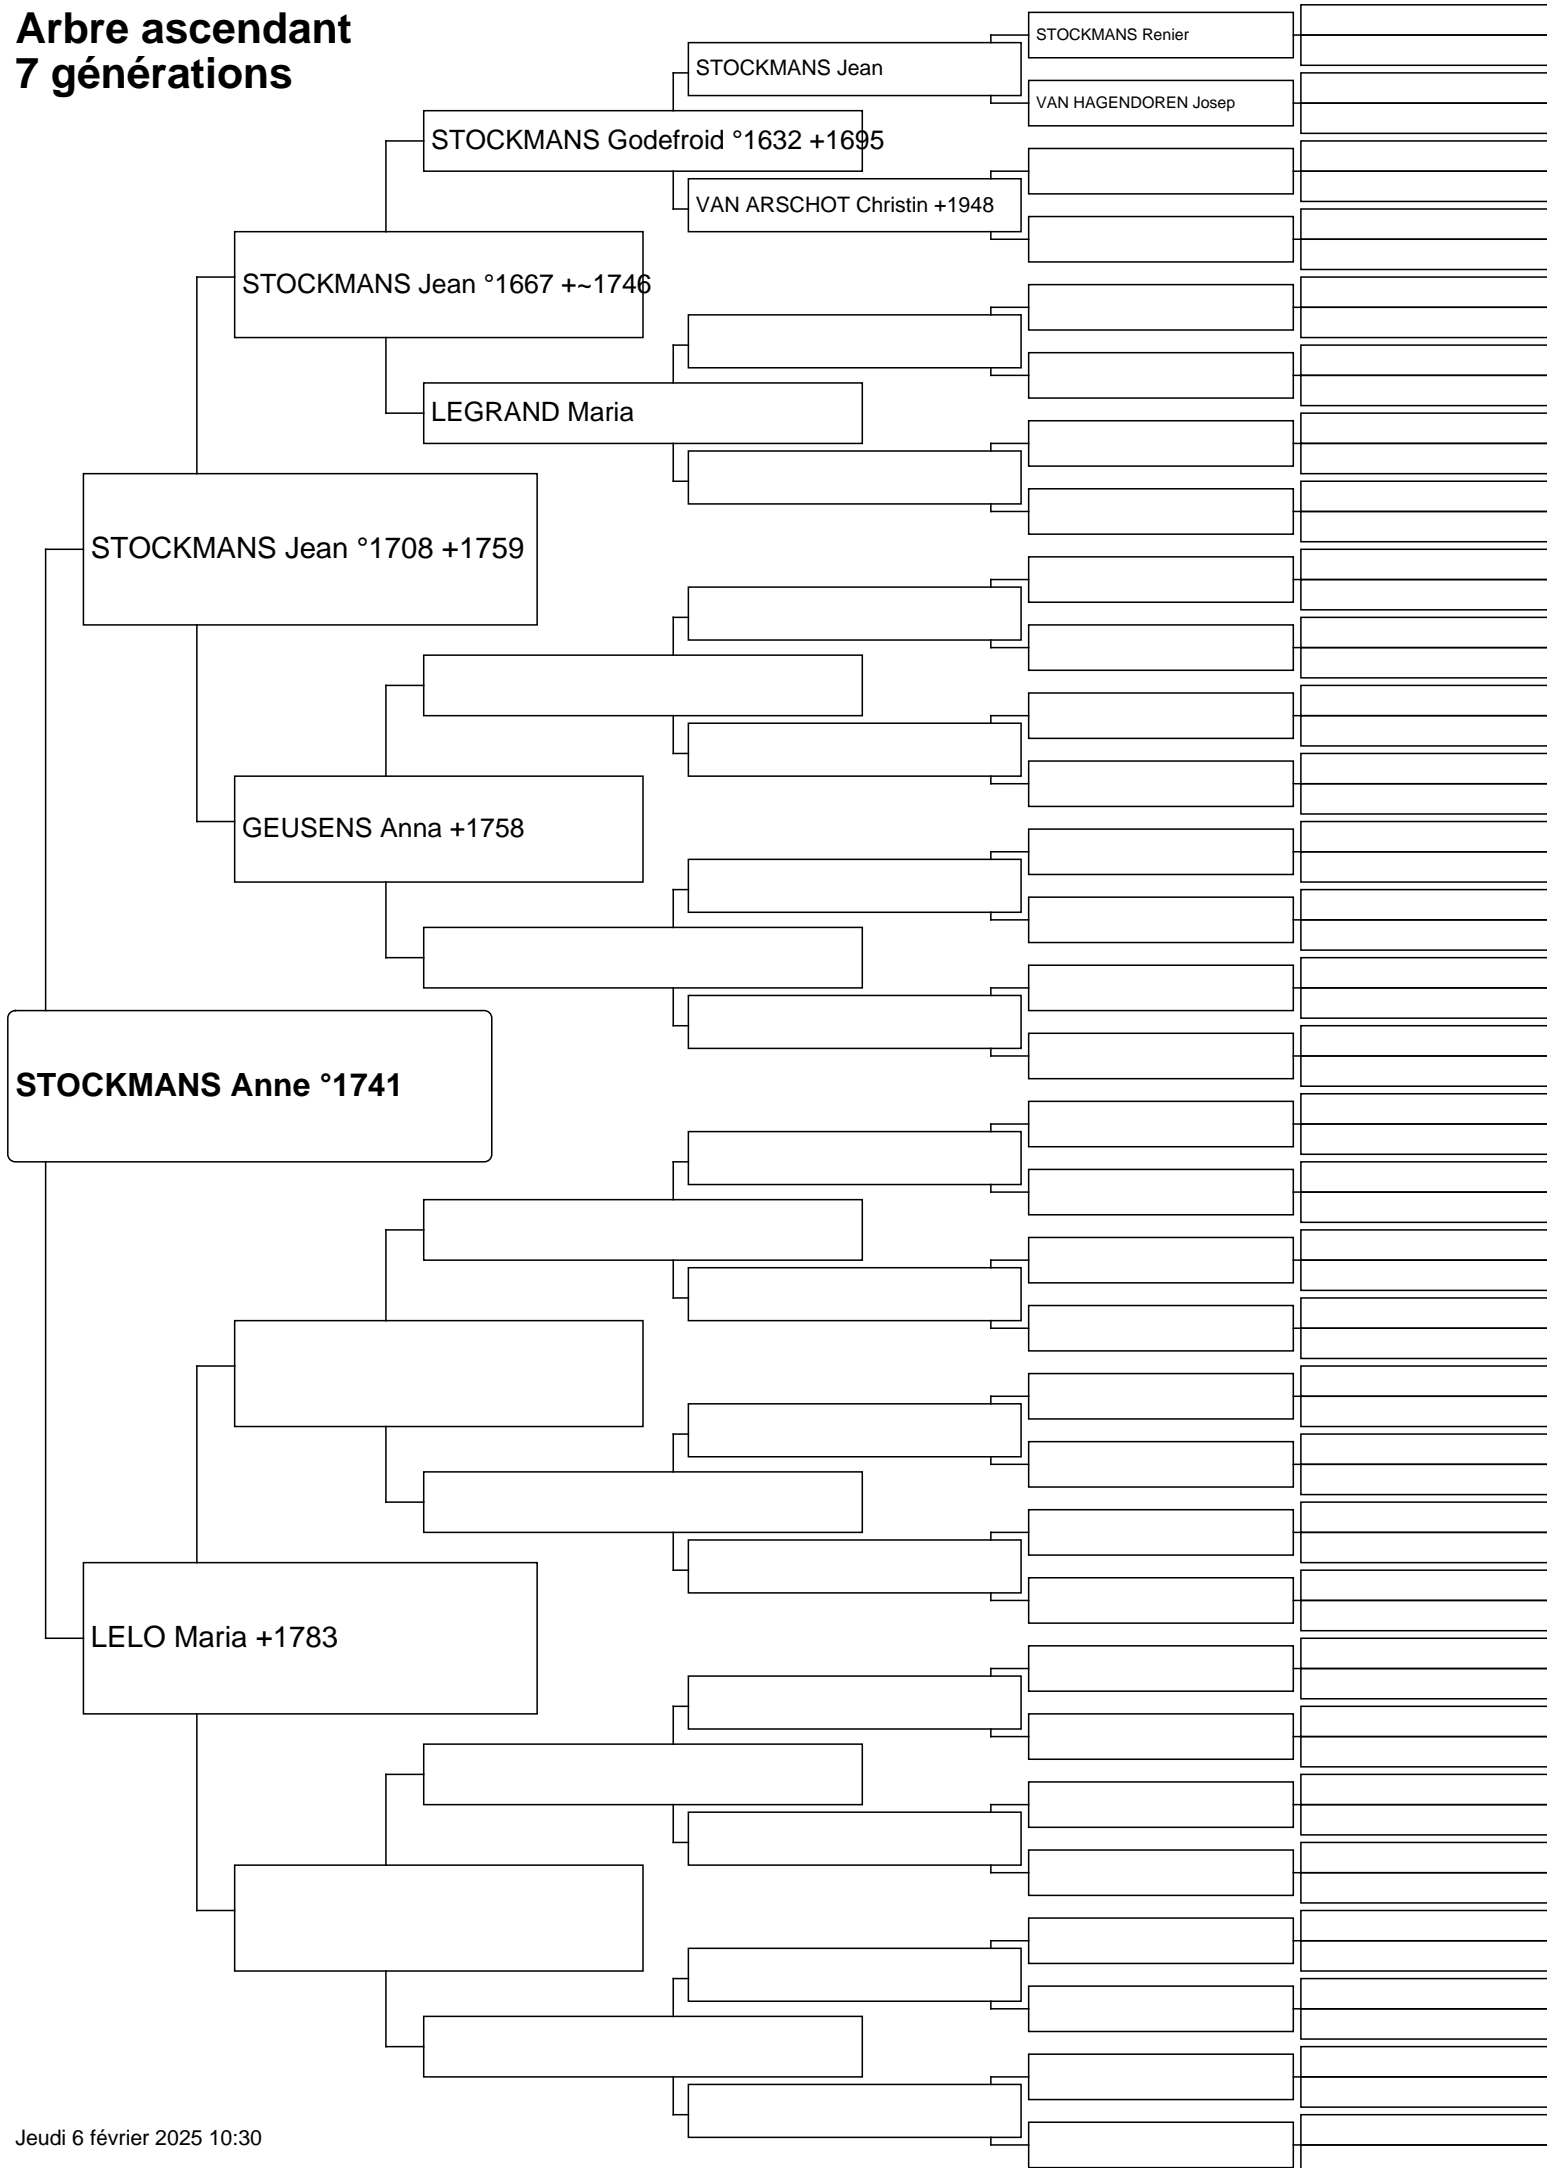 Arbre ascendant
7 générations
STOCKMANS Renier
STOCKMANS Jean
VAN HAGENDOREN Josep
STOCKMANS Godefroid °1632 +1695
VAN ARSCHOT Christin +1948
STOCKMANS Jean °1667 +~1746
LEGRAND Maria
STOCKMANS Jean °1708 +1759
GEUSENS Anna +1758
STOCKMANS Anne °1741
LELO Maria +1783
Jeudi 6 février 2025 10:30